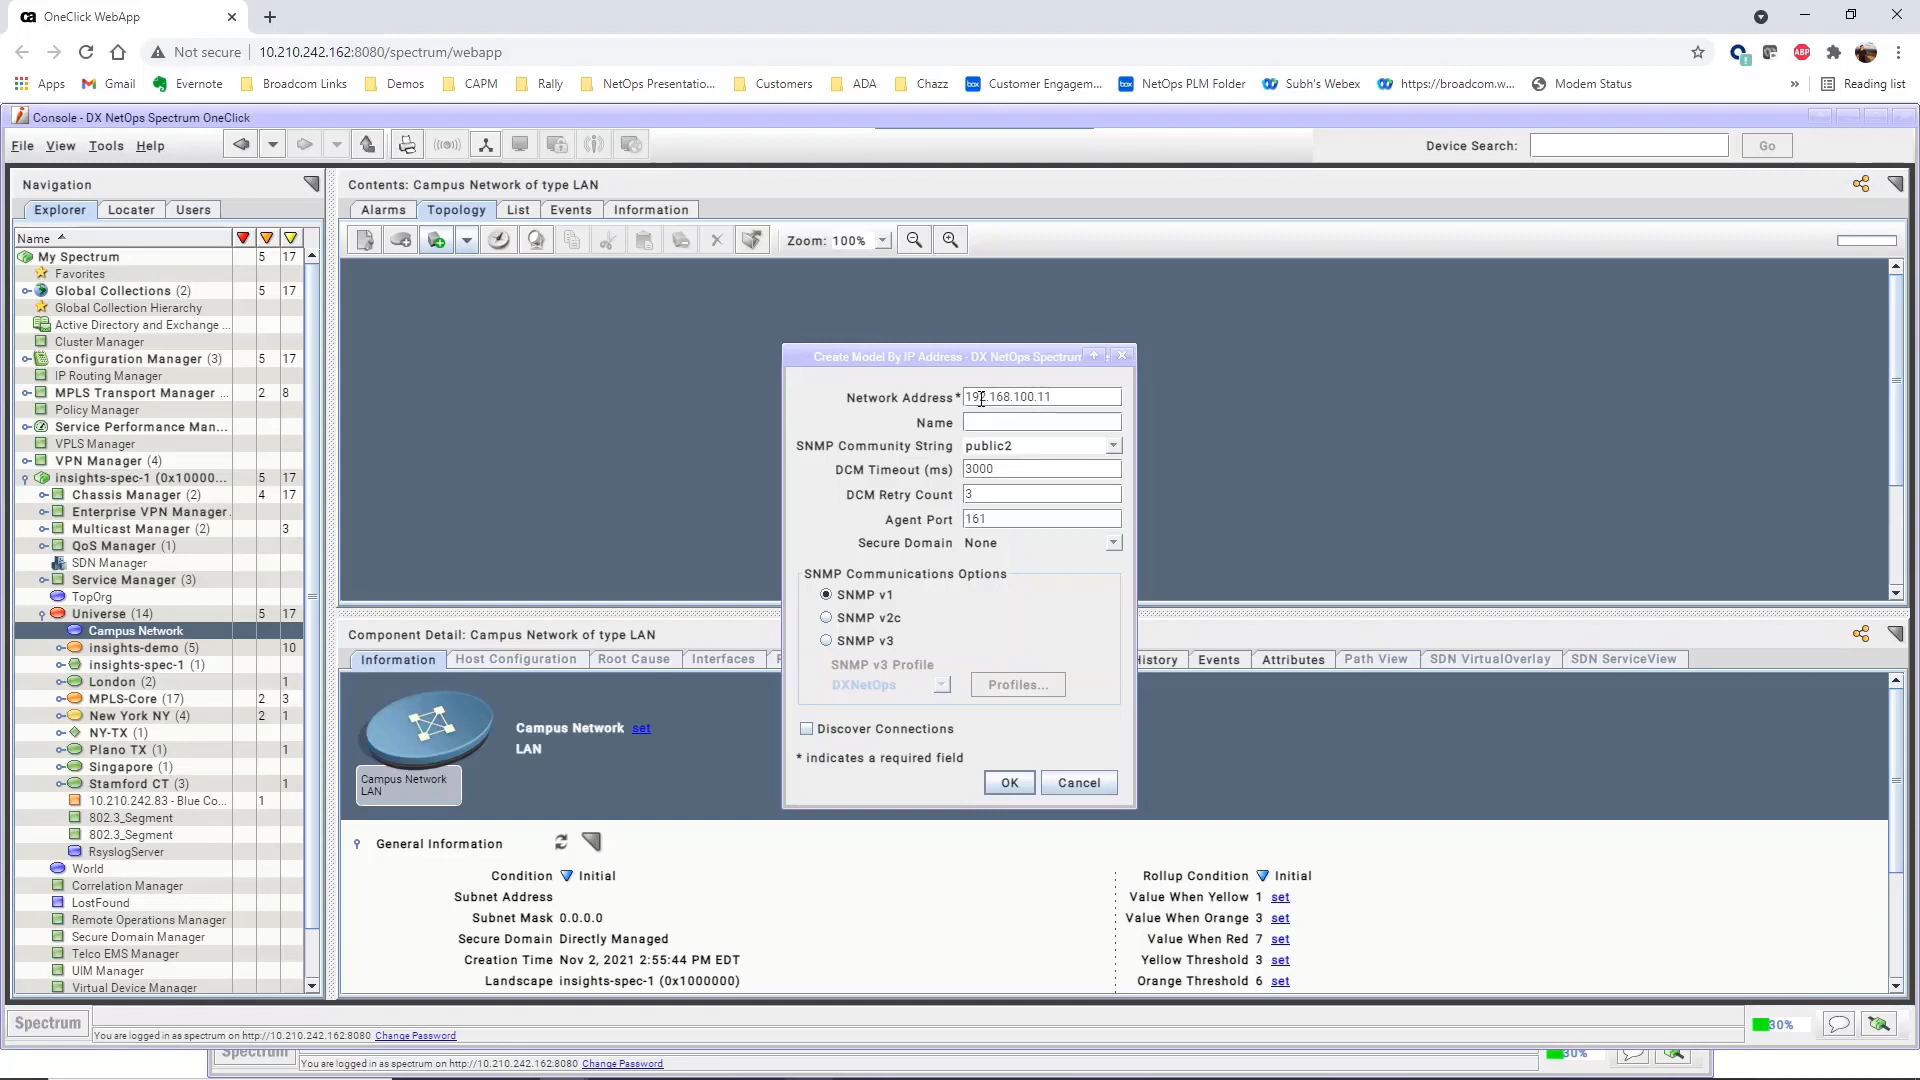 OneClick WebApp
Not secure 10.210.242.162:8080/spectrum/webapp
Apps Gmail Evernote Broadcom Links Demos CAPM Rally NetOps Presentatio... Customers ADA Chazz Customer Engagem... NetOps PLM Folder Subh's Webex https://broadcom.w... Modem Status » Reading list
Console - DX NetOps Spectrum OneClick
File View Tools Help
Device Search: Go
Navigation
Explorer Locater Users
Name
My Spectrum 5 17
Favorites
Global Collections (2) 5 17
Global Collection Hierarchy
Active Directory and Exchange ...
Cluster Manager
Configuration Manager (3) 5 17
IP Routing Manager
MPLS Transport Manager ... 2 8
Policy Manager
Service Performance Man...
VPLS Manager
VPN Manager (4)
insights-spec-1 (0x10000... 5 17
Chassis Manager (2) 4 17
Enterprise VPN Manager.
Multicast Manager (2) 3
QoS Manager (1)
SDN Manager
Service Manager (3)
TopOrg
Universe (14) 5 17
Campus Network
insights-demo (5) 10
insights-spec-1 (1)
London (2) 1
MPLS-Core (17) 2 3
New York NY (4) 2 1
NY-TX (1)
Plano TX (1) 1
Singapore (1)
Stamford CT (3) 1
10.210.242.83 - Blue Co... 1
802.3_Segment
802.3_Segment
RsyslogServer
World
Correlation Manager
LostFound
Remote Operations Manager
Secure Domain Manager
Telco EMS Manager
UIM Manager
Virtual Device Manager
Contents: Campus Network of type LAN
Alarms Topology List Events Information
Zoom: 100%
Create Model By IP Address - DX NetOps Spectrum
Network Address* 192.168.100.11
Name
SNMP Community String public2
DCM Timeout (ms) 3000
DCM Retry Count 3
Agent Port 161
Secure Domain None
SNMP Communications Options
SNMP v1
SNMP v2c
SNMP v3
SNMP v3 Profile
DXNetOps Profiles...
Discover Connections
* indicates a required field
OK Cancel
Component Detail: Campus Network of type LAN
Information Host Configuration Root Cause Interfaces History Events Attributes Path View SDN VirtualOverlay SDN ServiceView
Campus Network set
LAN
Campus Network
LAN
General Information
Condition Initial
Subnet Address
Subnet Mask 0.0.0.0
Secure Domain Directly Managed
Creation Time Nov 2, 2021 2:55:44 PM EDT
Landscape insights-spec-1 (0x1000000)
Rollup Condition Initial
Value When Yellow 1 set
Value When Orange 3 set
Value When Red 7 set
Yellow Threshold 3 set
Orange Threshold 6 set
Spectrum
You are logged in as spectrum on http://10.210.242.162:8080 Change Password
30%
Spectrum
You are logged in as spectrum on http://10.210.242.162:8080 Change Password
30%